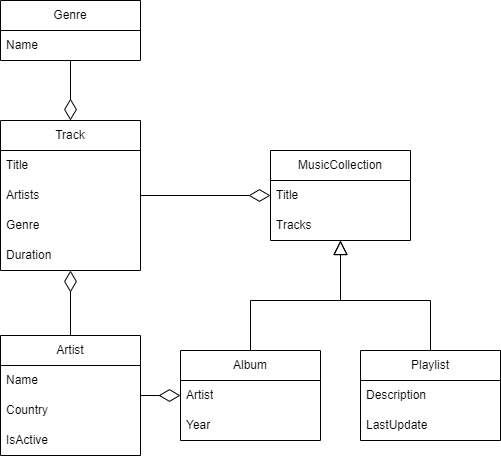 Genre
Name
Track
Title
Artists
Genre
Duration
MusicCollection
Title
Tracks
Artist
Name
Country
IsActive
Album
Artist
Year
Playlist
Description
LastUpdate